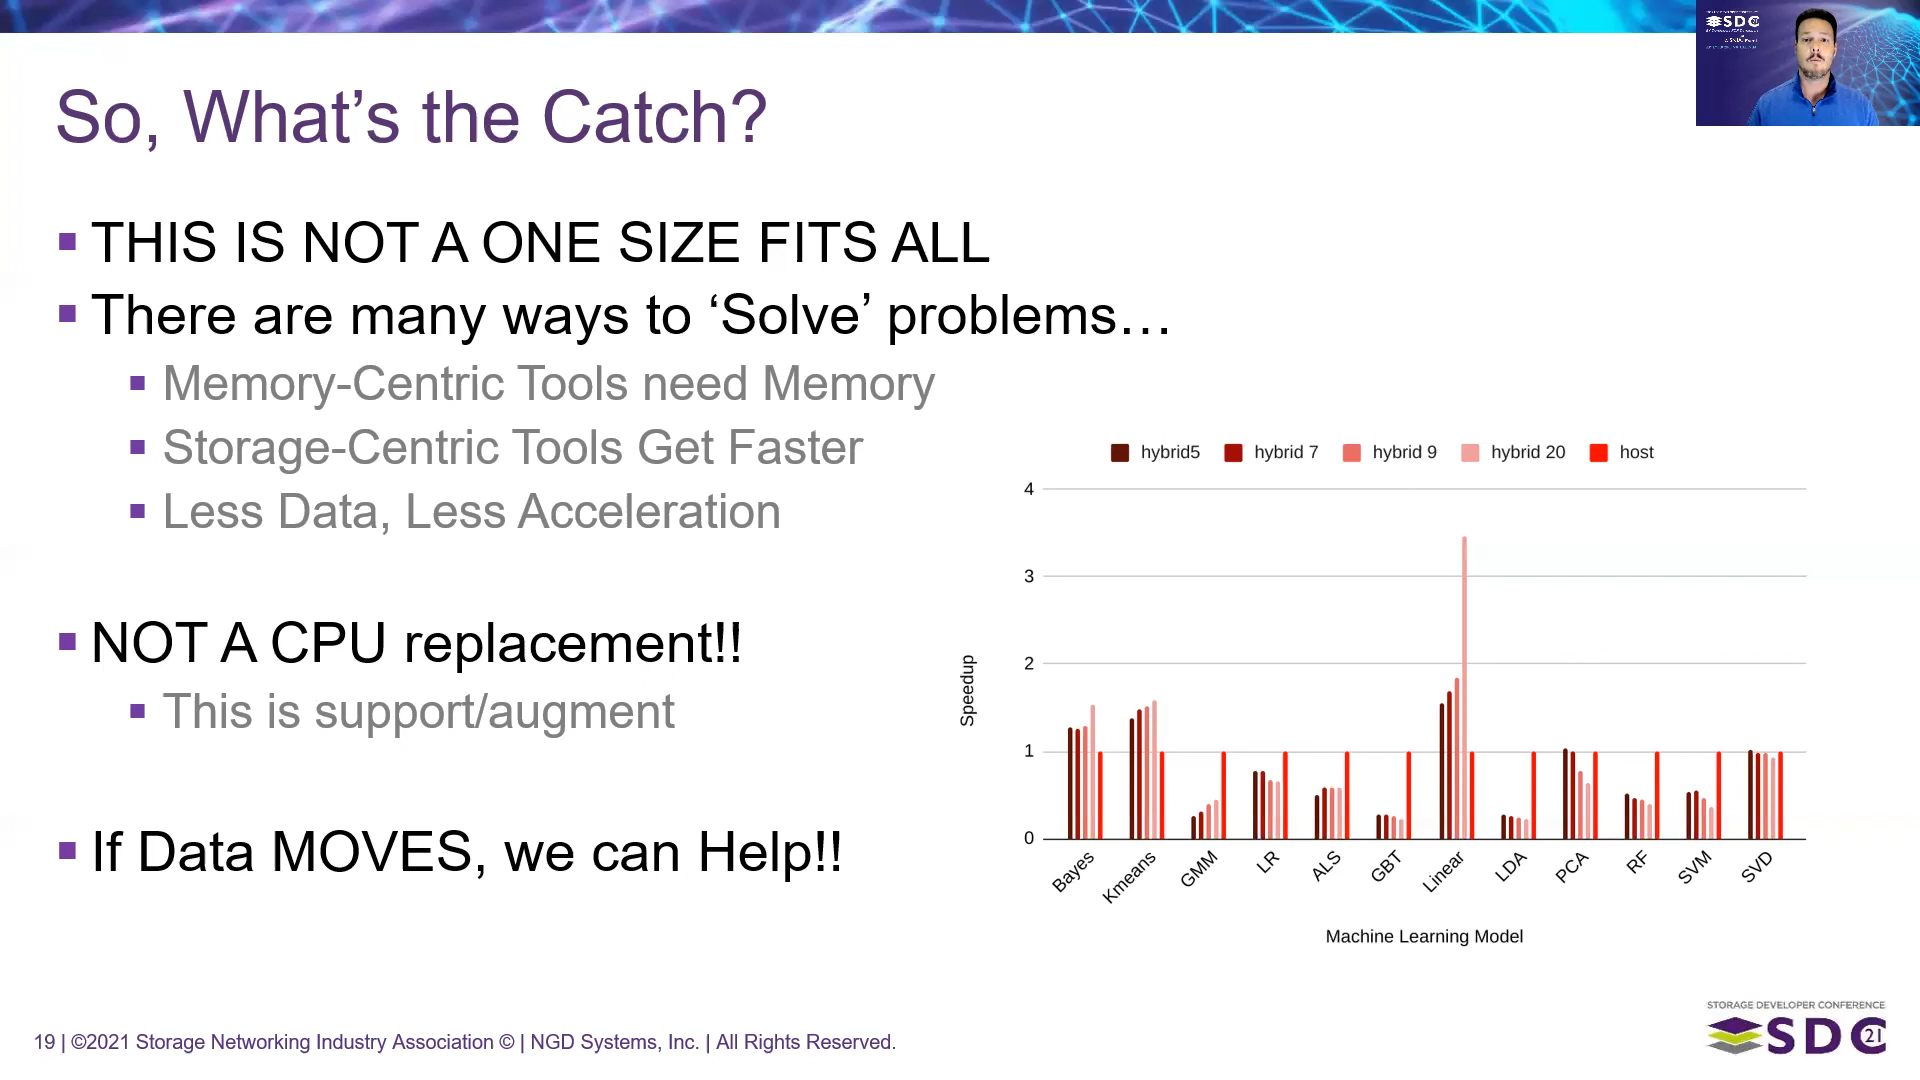 SDC
So, What's the Catch?
THIS IS NOT A ONE SIZE FITS ALL
There are many ways to ‘Solve’ problems…
Memory-Centric Tools need Memory
Storage-Centric Tools Get Faster
Less Data, Less Acceleration
NOT A CPU replacement!!
This is support/augment
If Data MOVES, we can Help!!
hybrid5 hybrid 7 hybrid 9 hybrid 20 host
4
3
2
1
0
Speedup
Bayes Kmeans GMM LR ALS GBT Linear LDA PCA RF SVM SVD
Machine Learning Model
19 | ©2021 Storage Networking Industry Association © | NGD Systems, Inc. | All Rights Reserved.
STORAGE DEVELOPER CONFERENCE
SDC 21